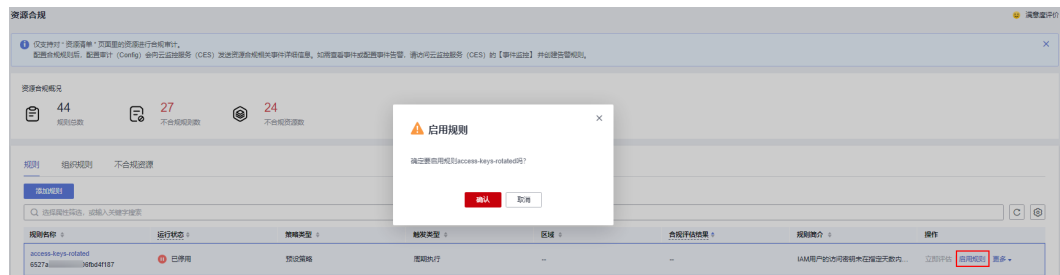 资源合规
满意度评价
仅支持对“资源清单”页面里的资源进行合规审计。
配置合规规则后，配置审计（Config）会向云监控服务（CES）发送资源合规相关事件详细信息。如需查看事件或配置事件告警，请访问云监控服务（CES）的【事件监控】并创建告警规则。
资源合规概况
44
规则总数
27
不合规规则数
24
不合规资源数
启用规则
确定要启用规则access-keys-rotated吗?
确认 取消
规则 组织规则 不合规资源
添加规则
选择属性筛选，或输入关键字搜索
规则名称 运行状态 策略类型 触发类型 区域 合规评估结果 规则简介 操作
access-keys-rotated
6527a 06fbd4f187
已停用 预设策略 周期执行 -- -- IAM用户的访问密钥未在指定天数内... 立即评估 启用规则 更多